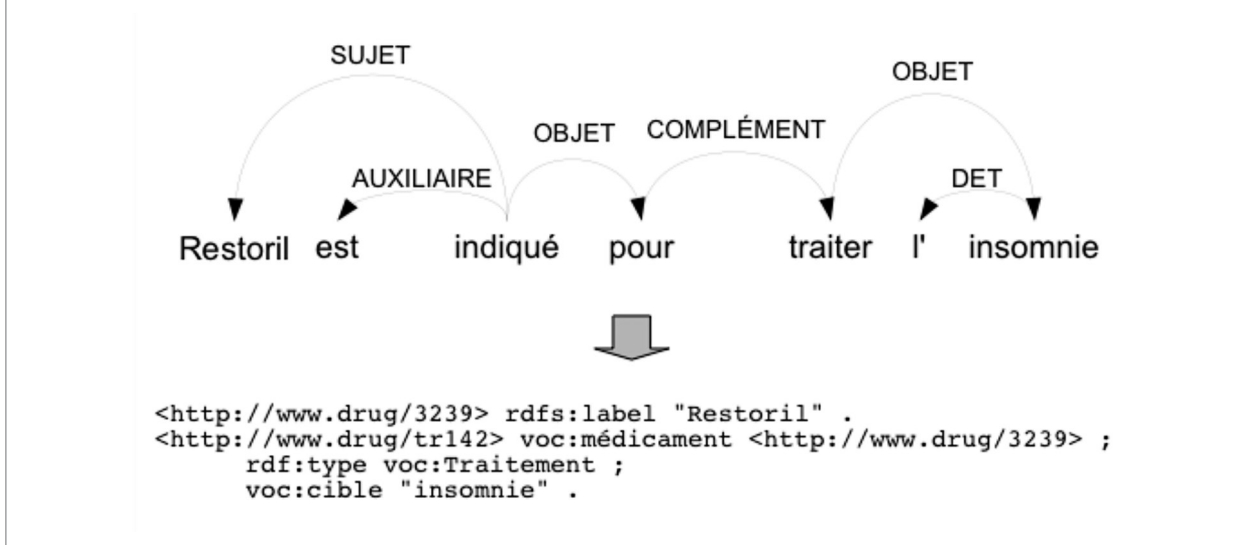 SUJET
OBJET
OBJET COMPLÉMENT
AUXILIAIRE DET
Restoril est indiqué pour traiter l' insomnie
<http://www.drug/3239> rdfs:label "Restoril" .
<http://www.drug/tr142> voc:médicament <http://www.drug/3239> ;
rdf:type voc:Traitement ;
voc:cible "insomnie" .